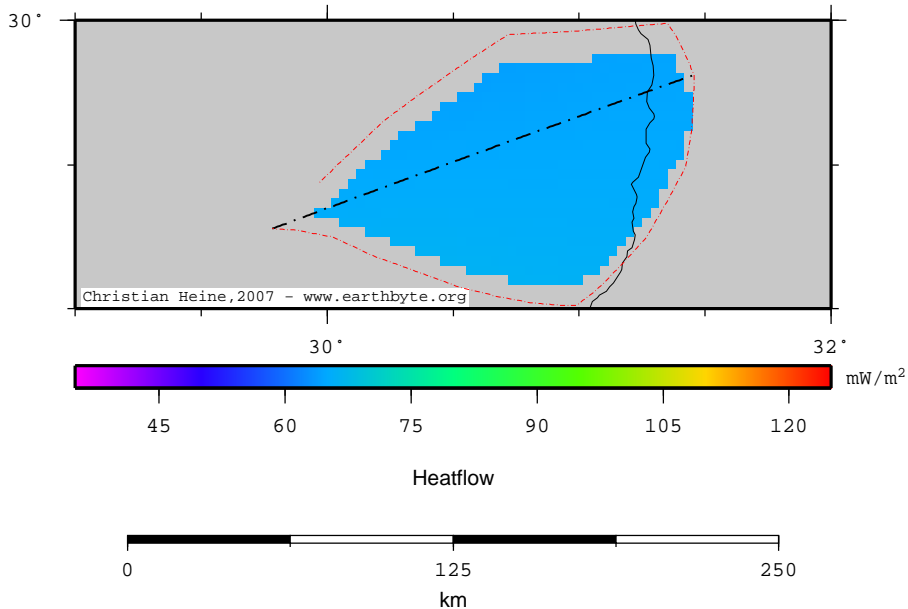 30°
Christian Heine,2007 - www.earthbyte.org
30° 32°
mW/m²
45 60 75 90 105 120
Heatflow
0 125 250
km